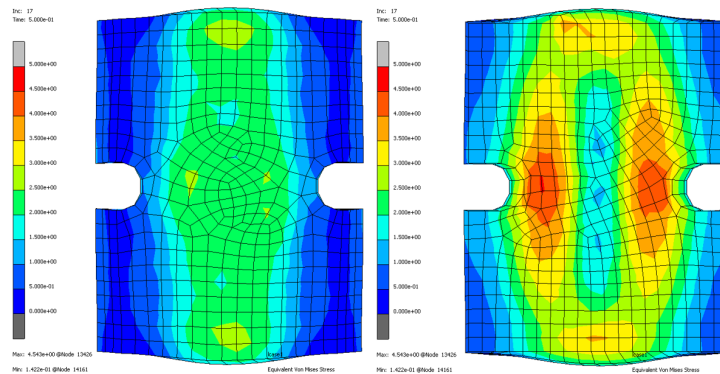 Inc: 17
Time: 5.000e-01
5.000e+00
4.500e+00
4.000e+00
3.500e+00
3.000e+00
2.500e+00
2.000e+00
1.500e+00
1.000e+00
5.000e-01
0.000e+00
Max: 4.543e+00 @Node 13426
Min: 1.422e-01 @Node 14161
lcase1
Equivalent Von Mises Stress
Inc: 17
Time: 5.000e-01
5.000e+00
4.500e+00
4.000e+00
3.500e+00
3.000e+00
2.500e+00
2.000e+00
1.500e+00
1.000e+00
5.000e-01
0.000e+00
Max: 4.543e+00 @Node 13426
Min: 1.422e-01 @Node 14161
lcase1
Equivalent Von Mises Stress